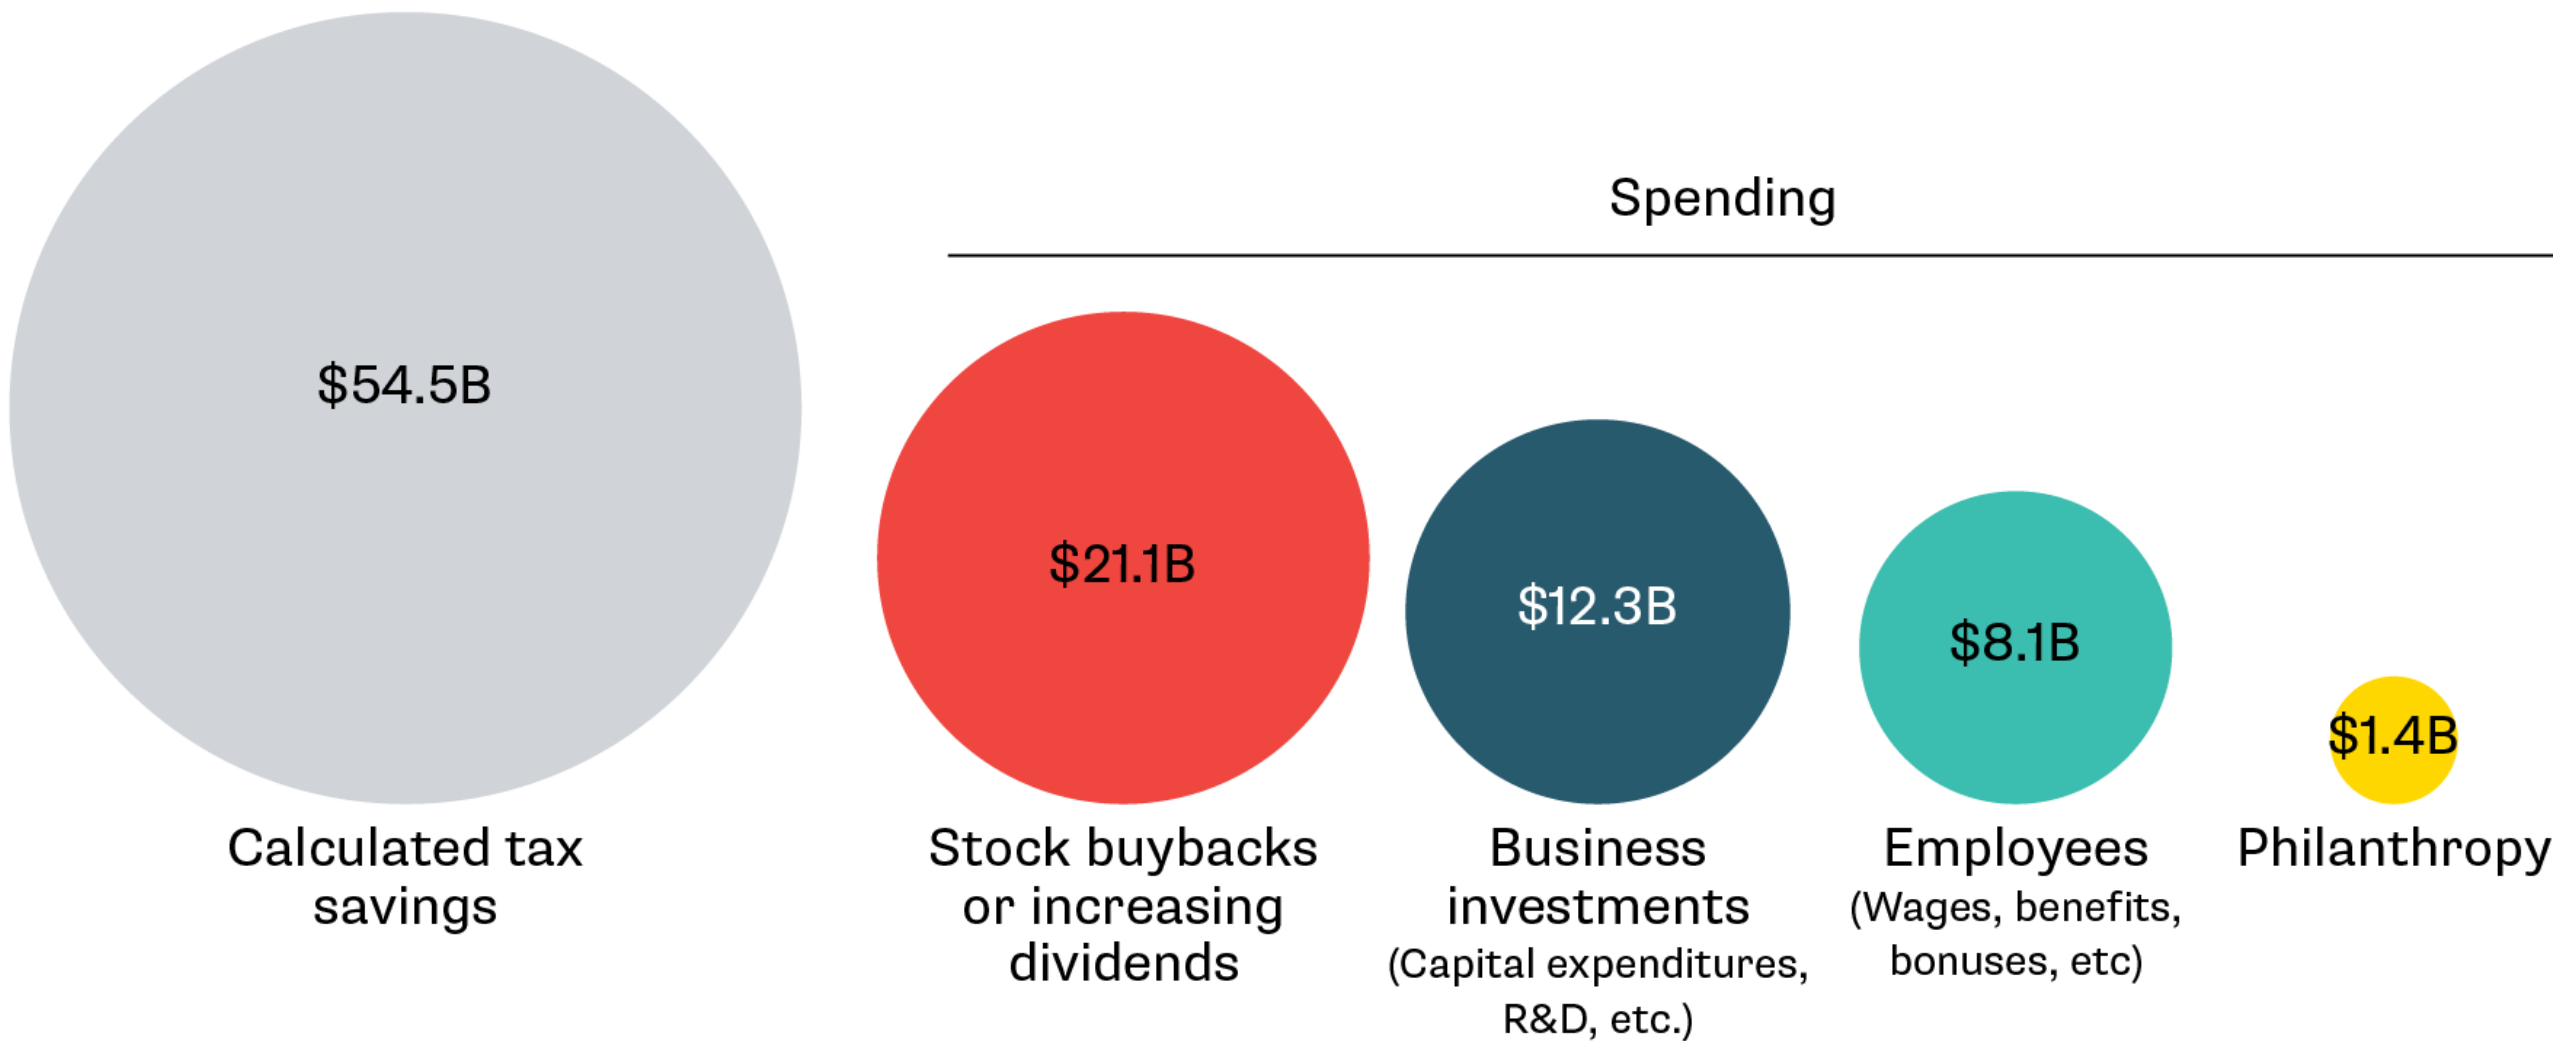 Spending
$54.5B
$21.1B
$12.3B
$8.1B
$1.4B
Calculated tax
savings
Stock buybacks
or increasing
dividends
Business
investments
(Capital expenditures,
R&D, etc.)
Employees
(Wages, benefits,
bonuses, etc)
Philanthropy